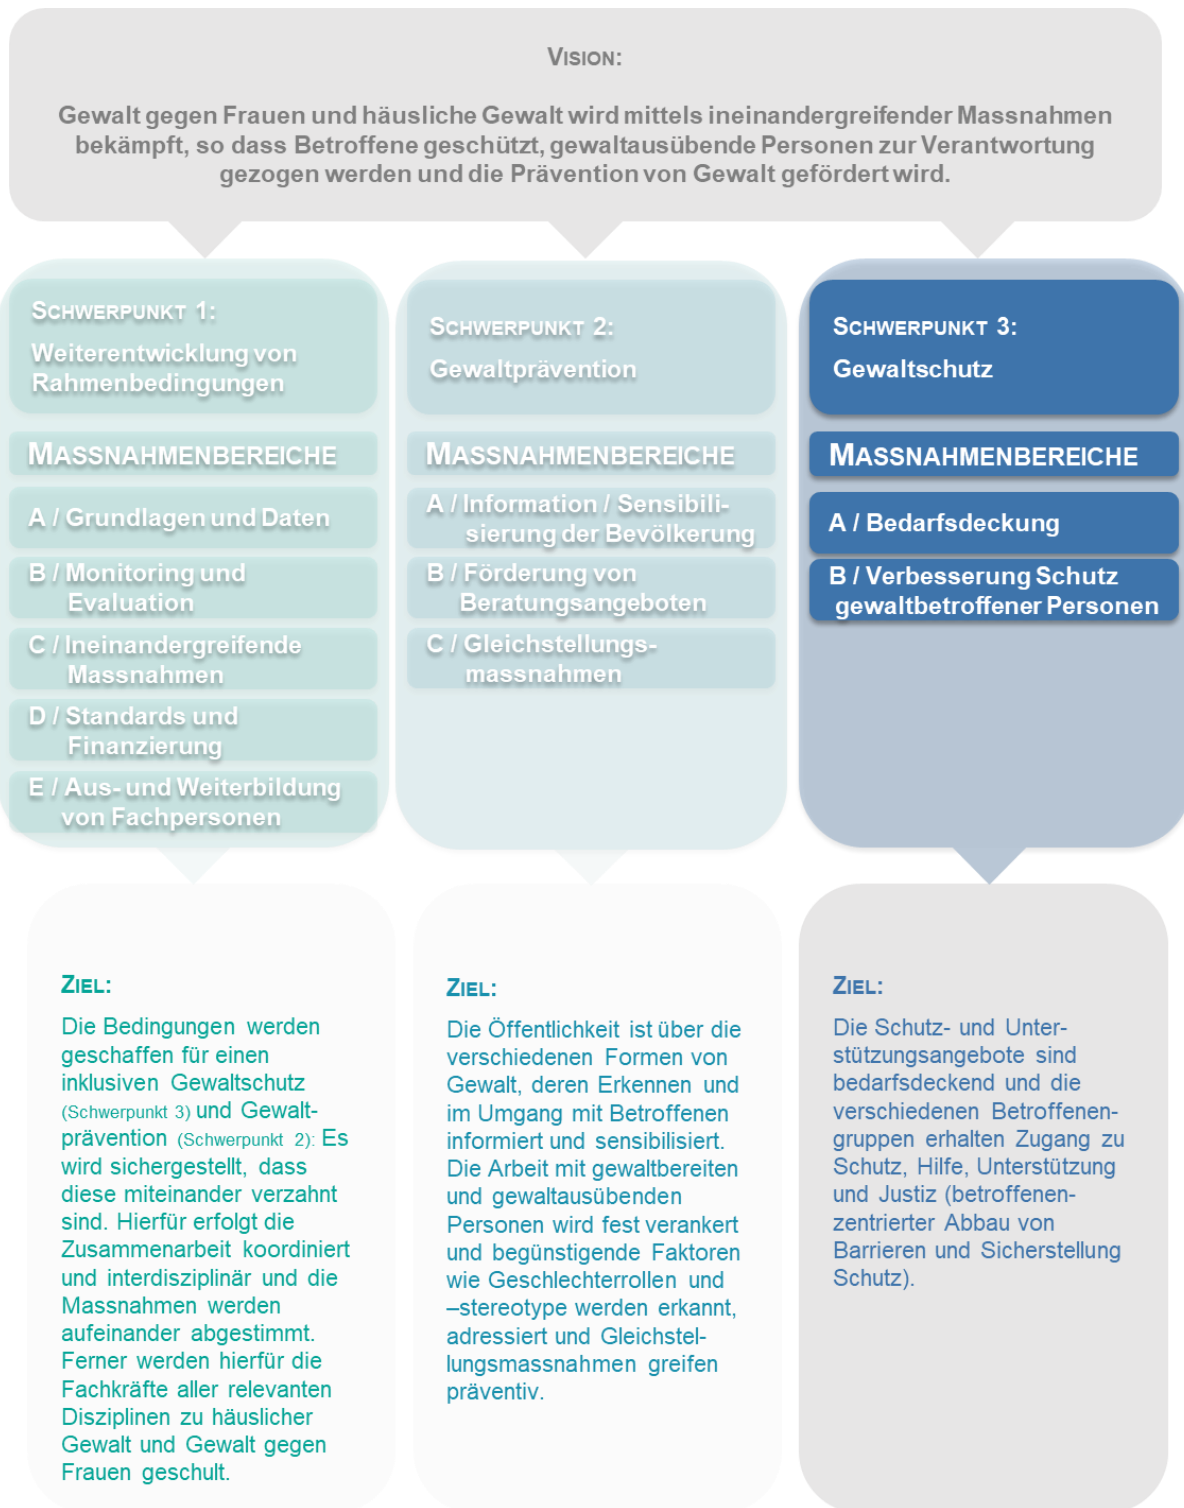 VISION:
Gewalt gegen Frauen und häusliche Gewalt wird mittels ineinandergreifender Massnahmen
bekämpft, so dass Betroffene geschützt, gewaltausübende Personen zur Verantwortung
gezogen werden und die Prävention von Gewalt gefördert wird.
SCHWERPUNKT 1:
Weiterentwicklung von
Rahmenbedingungen
MASSNAHMENBEREICHE
A / Grundlagen und Daten
B / Monitoring und
Evaluation
C / Ineinandergreifende
Massnahmen
D / Standards und
Finanzierung
E / Aus- und Weiterbildung
von Fachpersonen
ZIEL:
Die Bedingungen werden
geschaffen für einen
inklusiven Gewaltschutz
(Schwerpunkt 3) und Gewalt-
prävention (Schwerpunkt 2): Es
wird sichergestellt, dass
diese miteinander verzahnt
sind. Hierfür erfolgt die
Zusammenarbeit koordiniert
und interdisziplinär und die
Massnahmen werden
aufeinander abgestimmt.
Ferner werden hierfür die
Fachkräfte aller relevanten
Disziplinen zu häuslicher
Gewalt und Gewalt gegen
Frauen geschult.
SCHWERPUNKT 2:
Gewaltprävention
MASSNAHMENBEREICHE
A / Information / Sensibili-
sierung der Bevölkerung
B / Förderung von
Beratungsangeboten
C / Gleichstellungs-
massnahmen
ZIEL:
Die Öffentlichkeit ist über die
verschiedenen Formen von
Gewalt, deren Erkennen und
im Umgang mit Betroffenen
informiert und sensibilisiert.
Die Arbeit mit gewaltbereiten
und gewaltausübenden
Personen wird fest verankert
und begünstigende Faktoren
wie Geschlechterrollen und
–stereotype werden erkannt,
adressiert und Gleichstel-
lungsmassnahmen greifen
präventiv.
SCHWERPUNKT 3:
Gewaltschutz
MASSNAHMENBEREICHE
A / Bedarfsdeckung
B / Verbesserung Schutz
gewaltbetroffener Personen
ZIEL:
Die Schutz- und Unter-
stützungsangebote sind
bedarfsdeckend und die
verschiedenen Betroffenen-
gruppen erhalten Zugang zu
Schutz, Hilfe, Unterstützung
und Justiz (betroffenen-
zentrierter Abbau von
Barrieren und Sicherstellung
Schutz).